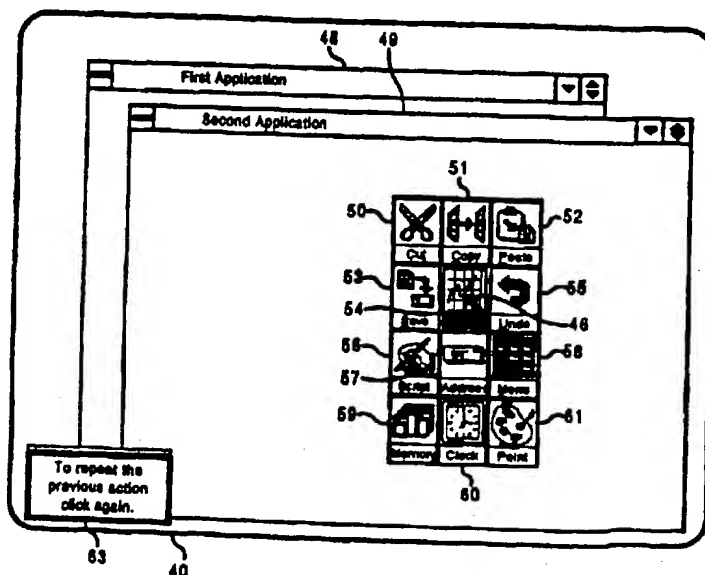 48
49
First Application
Second Application
51
50
52
Cut Copy Paste
53
55
54
46
Save Undo
56
58
57
Script Address Menu
59
61
Memory Clock Paint
60
To repeat the
previous action
click again.
63
40